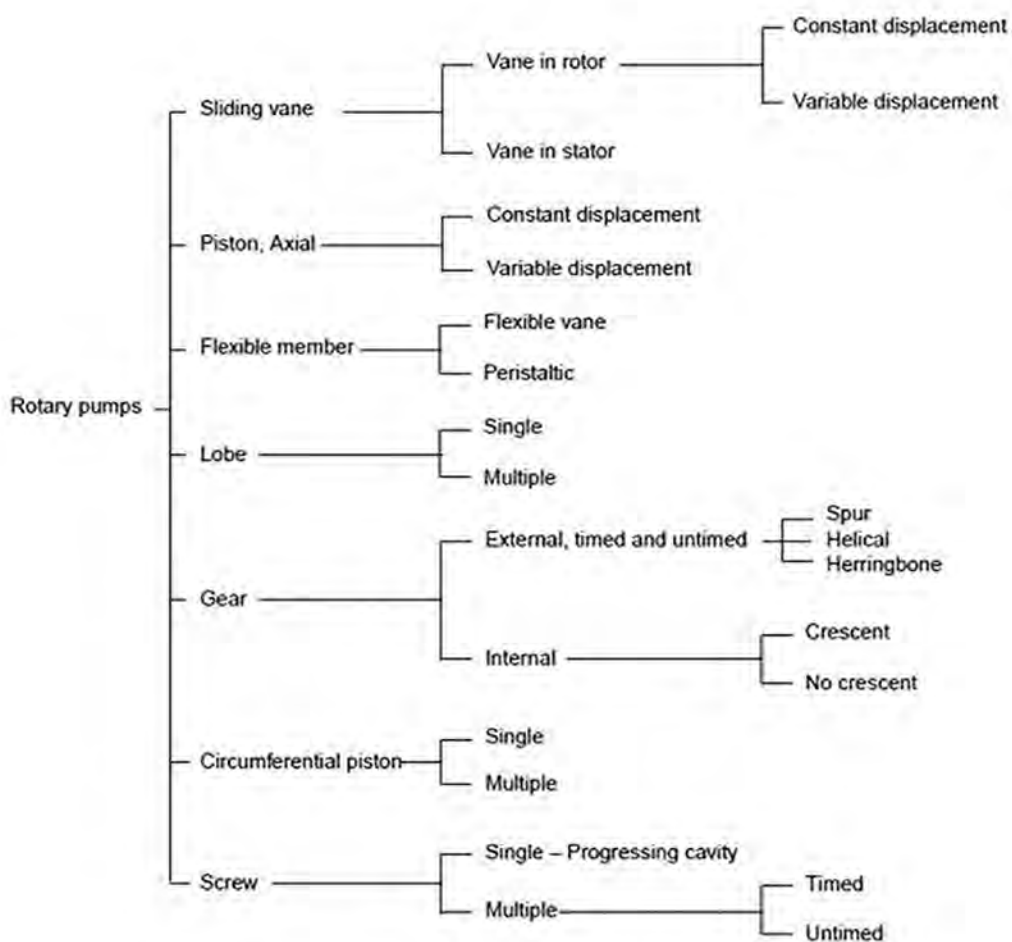 Constant displacement
Vane in rotor
Variable displacement
Sliding vane
Vane in stator
Constant displacement
Piston, Axial
Variable displacement
Flexible vane
Flexible member
Peristaltic
Rotary pumps
Single
Lobe
Multiple
Spur
External, timed and untimed
Helical
Herringbone
Gear
Crescent
Internal
No crescent
Single
Circumferential piston
Multiple
Single – Progressing cavity
Screw
Timed
Multiple
Untimed